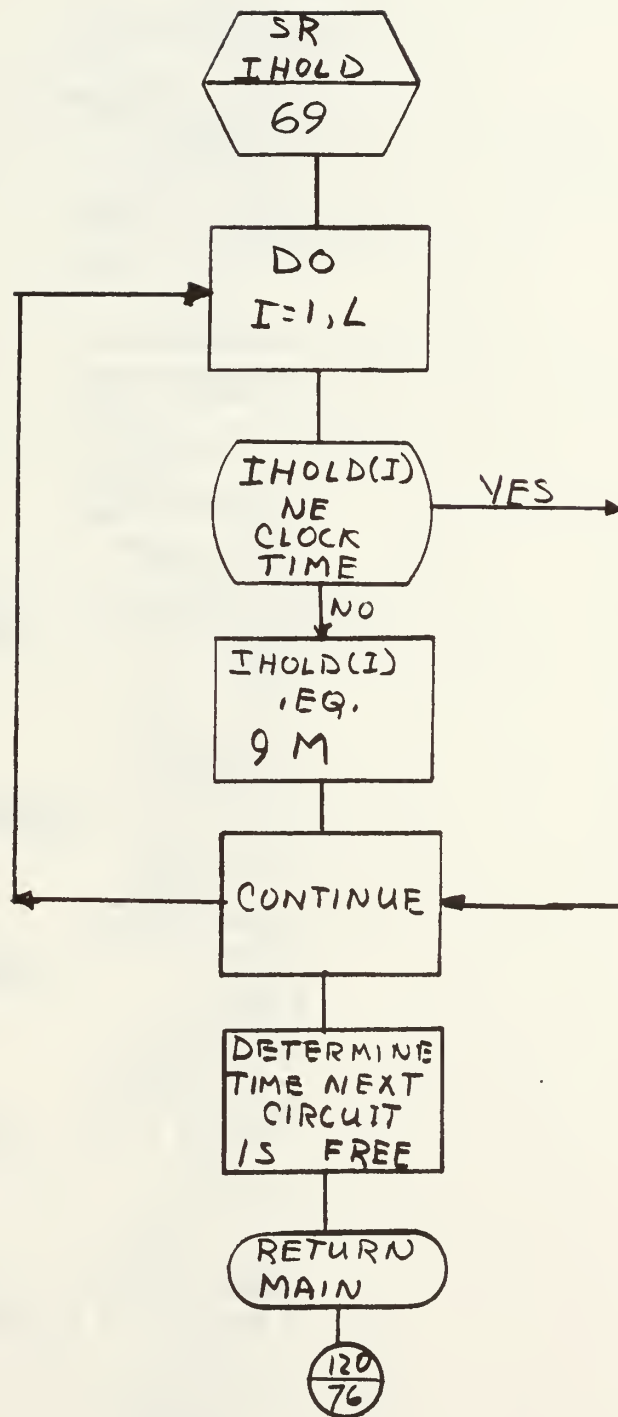 SR
IHOLD
69
DO
I=1,L
IHOLD(I)
NE
CLOCK
TIME
YES
NO
IHOLD(I)
.EQ.
9 M
CONTINUE
DETERMINE
TIME NEXT
CIRCUIT
IS FREE
RETURN
MAIN
120
76